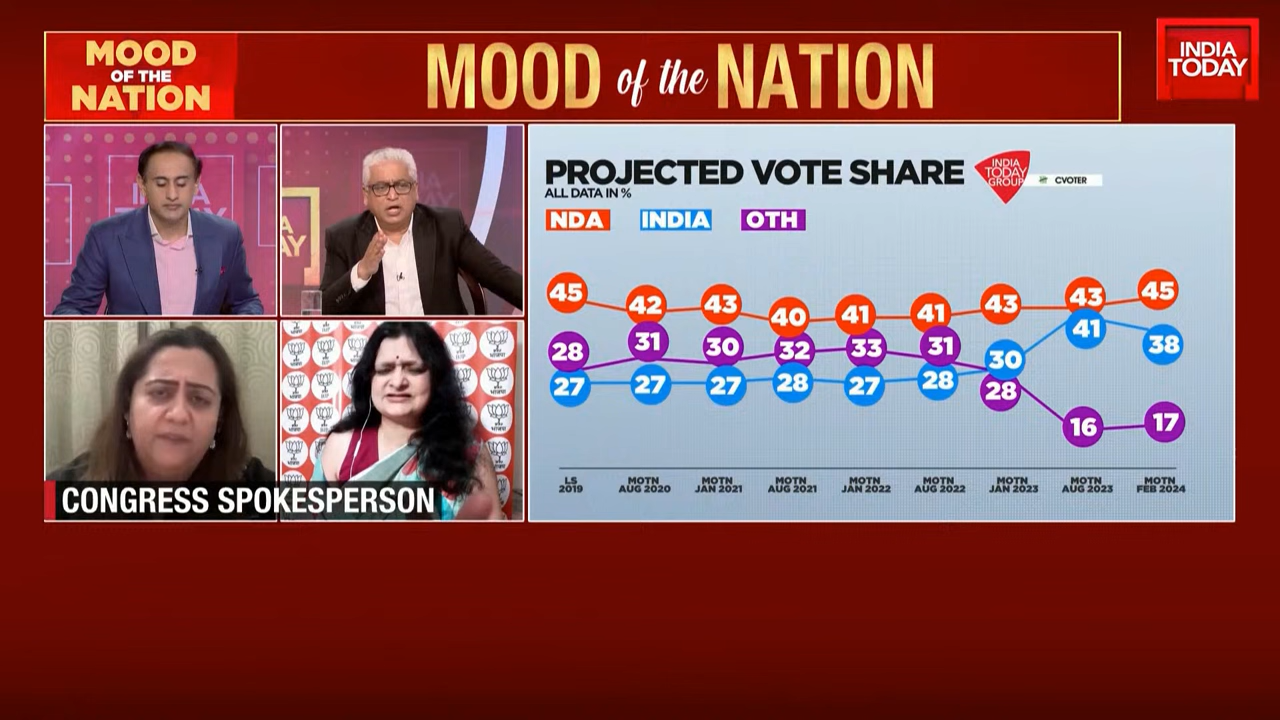 MOOD
OF THE
NATION
MOOD of the NATION
INDIA
TODAY
PROJECTED VOTE SHARE
ALL DATA IN %
INDIA
TODAY
GROUP
CVOTER
NDA INDIA OTH
45 42 43 40 41 41 43 43 45
28 31 30 32 33 31 28 16 17
27 27 27 28 27 28 30 41 38
LS
2019
MOTN
AUG 2020
MOTN
JAN 2021
MOTN
AUG 2021
MOTN
JAN 2022
MOTN
AUG 2022
MOTN
JAN 2023
MOTN
AUG 2023
MOTN
FEB 2024
CONGRESS SPOKESPERSON